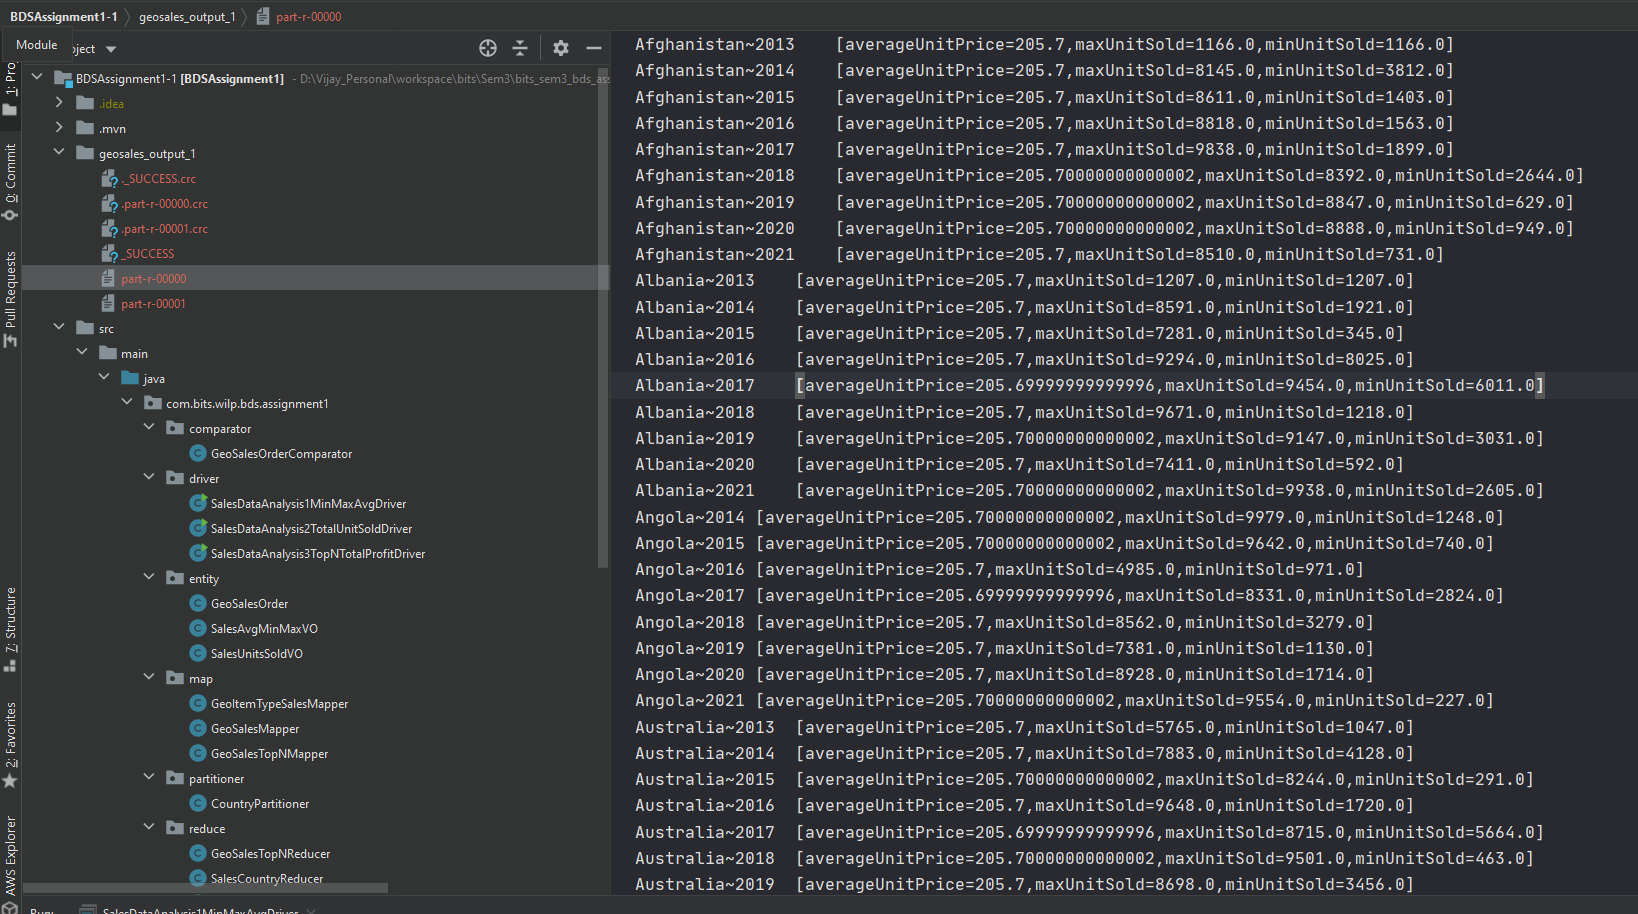 BDSAssignment1-1
geosales_output_1
part-r-00000
Module
ject
1: Proj
0: Commit
Pull Requests
7: Structure
2: Favorites
AWS Explorer
BDSAssignment1-1 [BDSAssignment1] - D:\Vijay_Personal\workspace\bits\Sem3\bits_sem3_bds_ass
.idea
.mvn
geosales_output_1
._SUCCESS.crc
.part-r-00000.crc
.part-r-00001.crc
_SUCCESS
part-r-00000
part-r-00001
src
main
java
com.bits.wilp.bds.assignment1
comparator
GeoSalesOrderComparator
driver
SalesDataAnalysis1MinMaxAvgDriver
SalesDataAnalysis2TotalUnitSoldDriver
SalesDataAnalysis3TopNTotalProfitDriver
entity
GeoSalesOrder
SalesAvgMinMaxVO
SalesUnitsSoldVO
map
GeoItemTypeSalesMapper
GeoSalesMapper
GeoSalesTopNMapper
partitioner
CountryPartitioner
reduce
GeoSalesTopNReducer
SalesCountryReducer
Run: SalesDataAnalysis1MinMaxAvgDriver
Afghanistan~2013 [averageUnitPrice=205.7,maxUnitSold=1166.0,minUnitSold=1166.0]
Afghanistan~2014 [averageUnitPrice=205.7,maxUnitSold=8145.0,minUnitSold=3812.0]
Afghanistan~2015 [averageUnitPrice=205.7,maxUnitSold=8611.0,minUnitSold=1403.0]
Afghanistan~2016 [averageUnitPrice=205.7,maxUnitSold=8818.0,minUnitSold=1563.0]
Afghanistan~2017 [averageUnitPrice=205.7,maxUnitSold=9838.0,minUnitSold=1899.0]
Afghanistan~2018 [averageUnitPrice=205.70000000000002,maxUnitSold=8392.0,minUnitSold=2644.0]
Afghanistan~2019 [averageUnitPrice=205.70000000000002,maxUnitSold=8847.0,minUnitSold=629.0]
Afghanistan~2020 [averageUnitPrice=205.70000000000002,maxUnitSold=8888.0,minUnitSold=949.0]
Afghanistan~2021 [averageUnitPrice=205.7,maxUnitSold=8510.0,minUnitSold=731.0]
Albania~2013 [averageUnitPrice=205.7,maxUnitSold=1207.0,minUnitSold=1207.0]
Albania~2014 [averageUnitPrice=205.7,maxUnitSold=8591.0,minUnitSold=1921.0]
Albania~2015 [averageUnitPrice=205.7,maxUnitSold=7281.0,minUnitSold=345.0]
Albania~2016 [averageUnitPrice=205.7,maxUnitSold=9294.0,minUnitSold=8025.0]
Albania~2017 [averageUnitPrice=205.69999999999996,maxUnitSold=9454.0,minUnitSold=6011.0]
Albania~2018 [averageUnitPrice=205.7,maxUnitSold=9671.0,minUnitSold=1218.0]
Albania~2019 [averageUnitPrice=205.70000000000002,maxUnitSold=9147.0,minUnitSold=3031.0]
Albania~2020 [averageUnitPrice=205.7,maxUnitSold=7411.0,minUnitSold=592.0]
Albania~2021 [averageUnitPrice=205.70000000000002,maxUnitSold=9938.0,minUnitSold=2605.0]
Angola~2014 [averageUnitPrice=205.70000000000002,maxUnitSold=9979.0,minUnitSold=1248.0]
Angola~2015 [averageUnitPrice=205.70000000000002,maxUnitSold=9642.0,minUnitSold=740.0]
Angola~2016 [averageUnitPrice=205.7,maxUnitSold=4985.0,minUnitSold=971.0]
Angola~2017 [averageUnitPrice=205.69999999999996,maxUnitSold=8331.0,minUnitSold=2824.0]
Angola~2018 [averageUnitPrice=205.7,maxUnitSold=8562.0,minUnitSold=3279.0]
Angola~2019 [averageUnitPrice=205.7,maxUnitSold=7381.0,minUnitSold=1130.0]
Angola~2020 [averageUnitPrice=205.7,maxUnitSold=8928.0,minUnitSold=1714.0]
Angola~2021 [averageUnitPrice=205.70000000000002,maxUnitSold=9554.0,minUnitSold=227.0]
Australia~2013 [averageUnitPrice=205.7,maxUnitSold=5765.0,minUnitSold=1047.0]
Australia~2014 [averageUnitPrice=205.7,maxUnitSold=7883.0,minUnitSold=4128.0]
Australia~2015 [averageUnitPrice=205.70000000000002,maxUnitSold=8244.0,minUnitSold=291.0]
Australia~2016 [averageUnitPrice=205.7,maxUnitSold=9648.0,minUnitSold=1720.0]
Australia~2017 [averageUnitPrice=205.69999999999996,maxUnitSold=8715.0,minUnitSold=5664.0]
Australia~2018 [averageUnitPrice=205.70000000000002,maxUnitSold=9501.0,minUnitSold=463.0]
Australia~2019 [averageUnitPrice=205.7,maxUnitSold=8698.0,minUnitSold=3456.0]